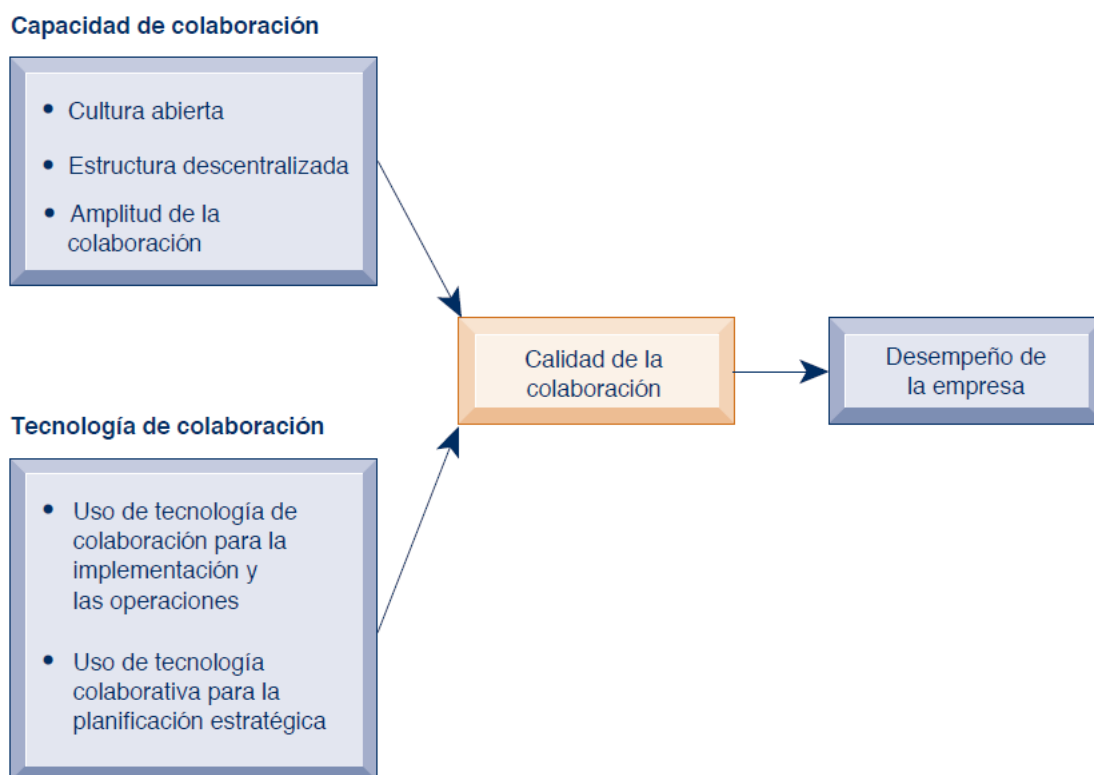 Capacidad de colaboración
• Cultura abierta
• Estructura descentralizada
• Amplitud de la
colaboración
Calidad de la
colaboración
Desempeño de
la empresa
Tecnología de colaboración
• Uso de tecnología de
colaboración para la
implementación y
las operaciones
• Uso de tecnología
colaborativa para la
planificación estratégica